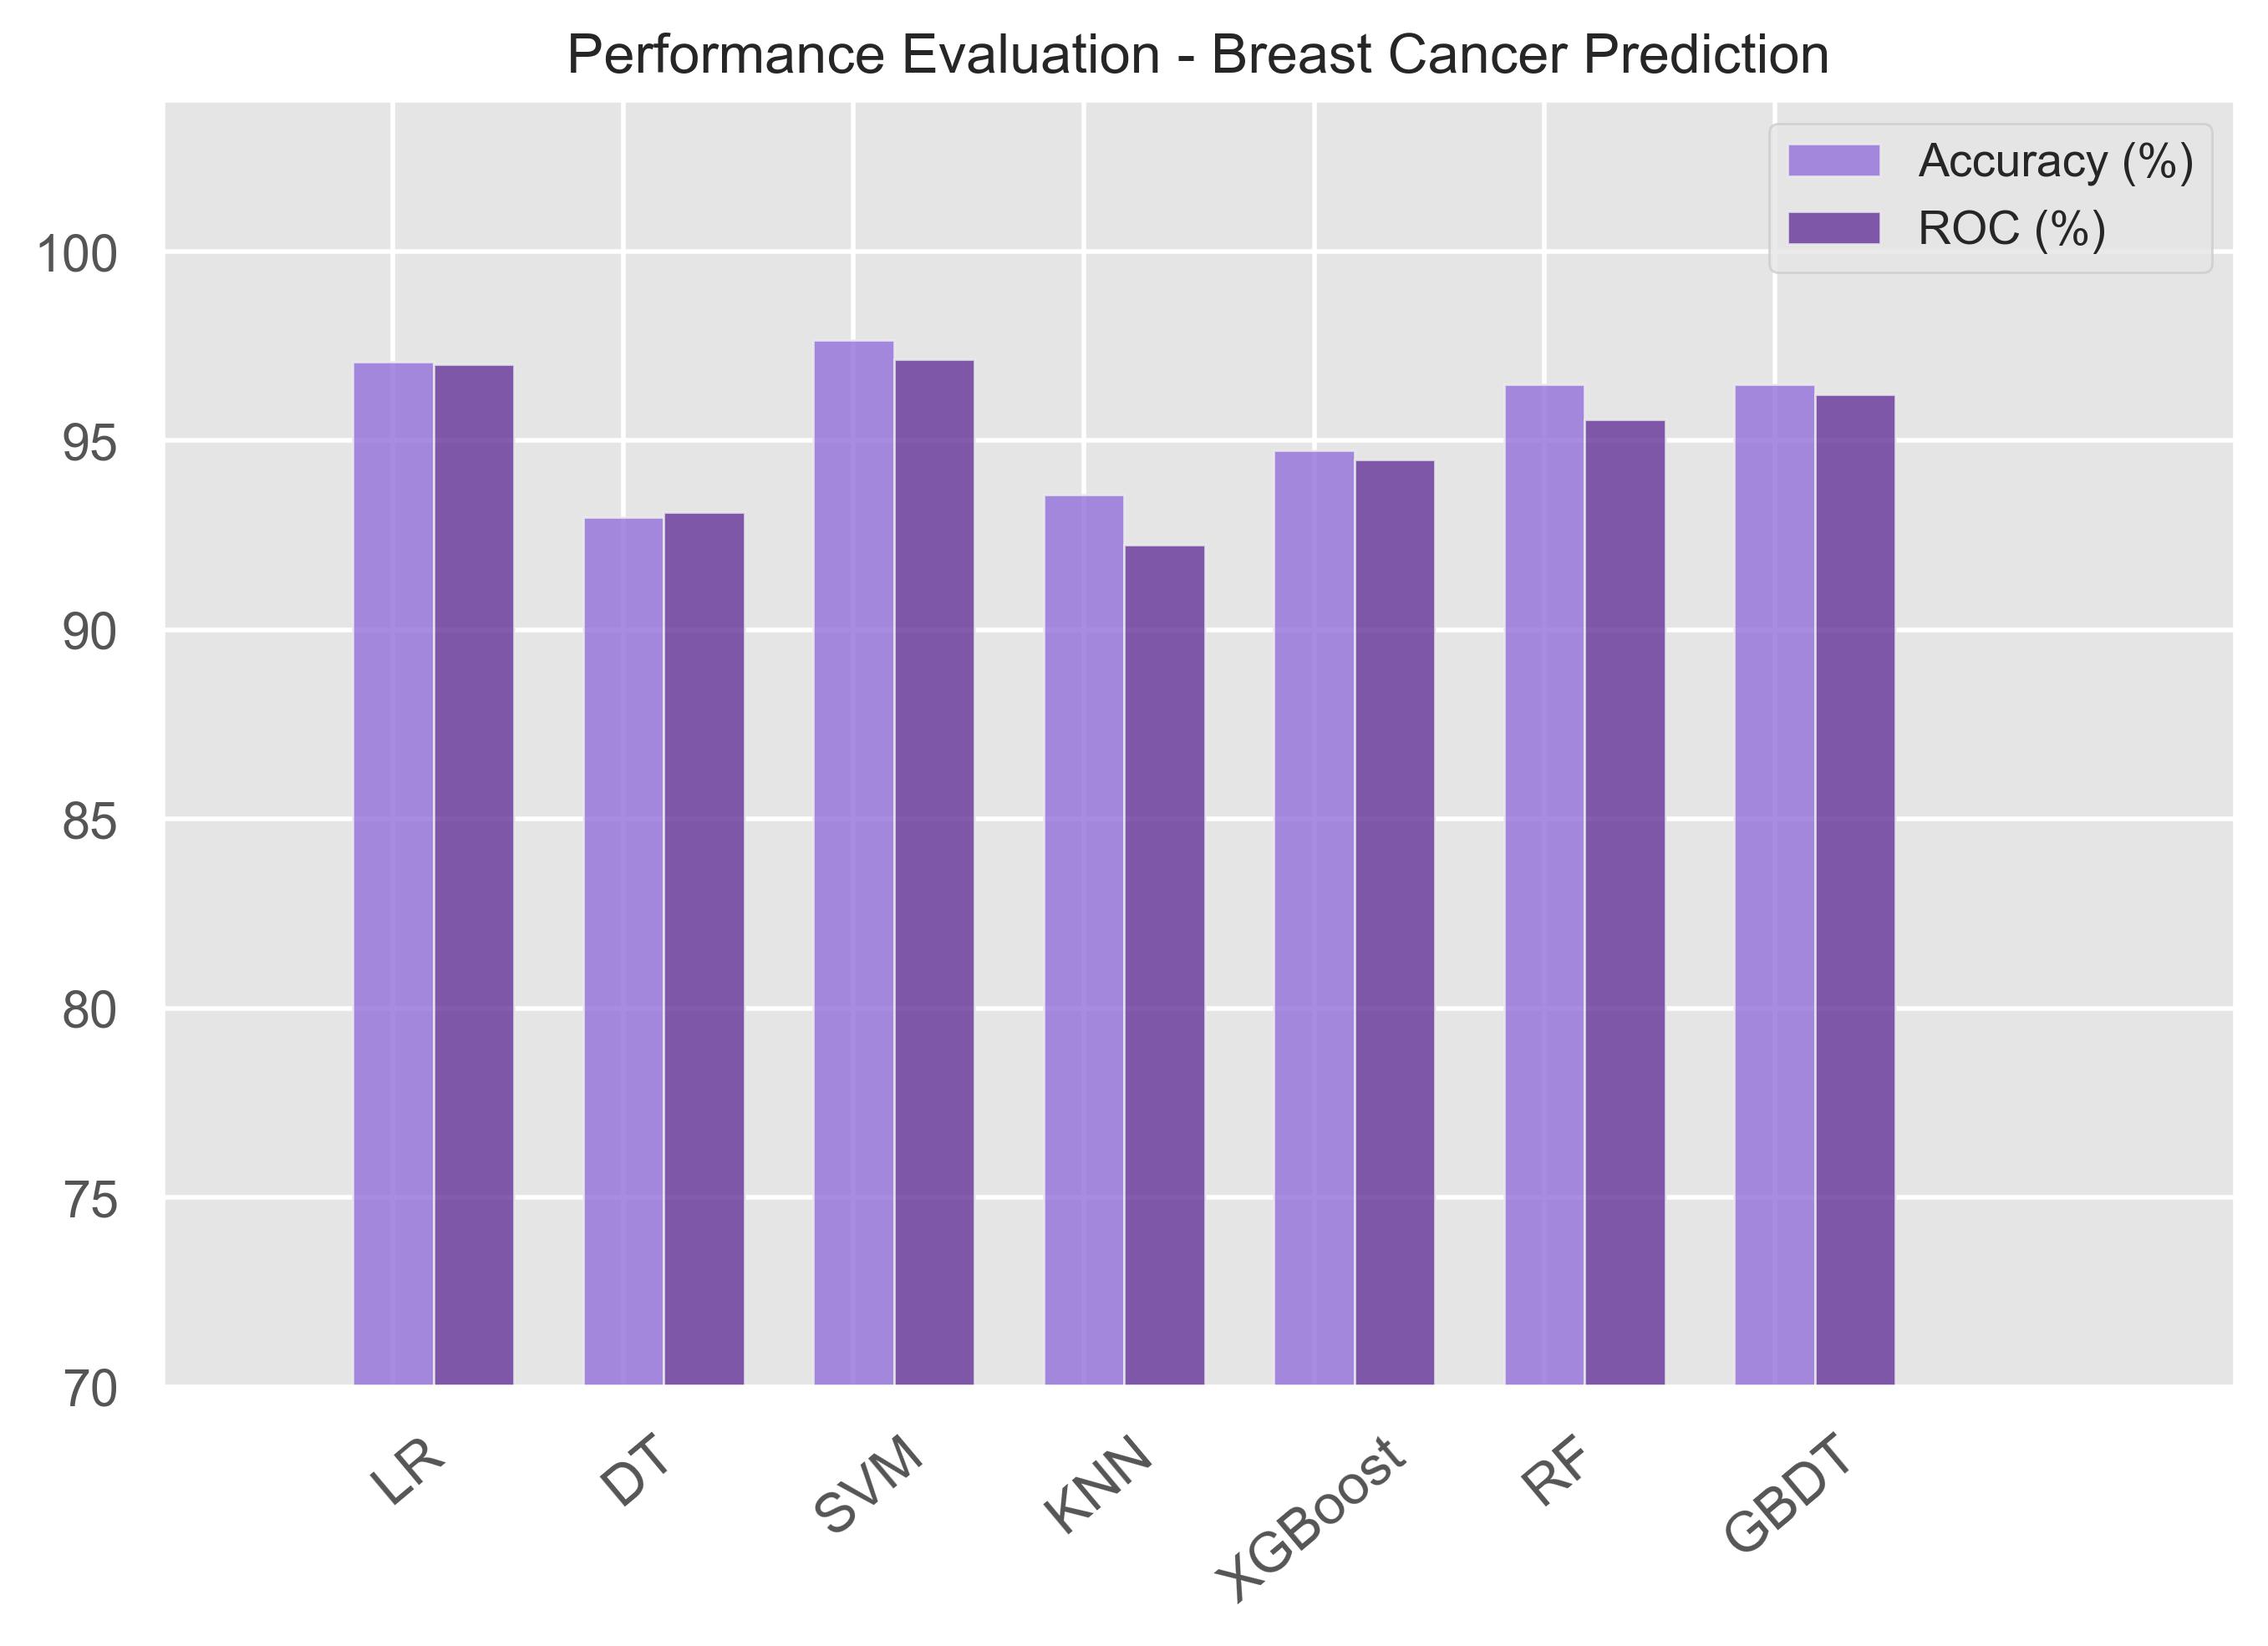 Performance Evaluation - Breast Cancer Prediction
Accuracy (%)
ROC (%)
100
95
90
85
80
75
70
LR
DT
SVM
KNN
XGBoost
RF
GBDT